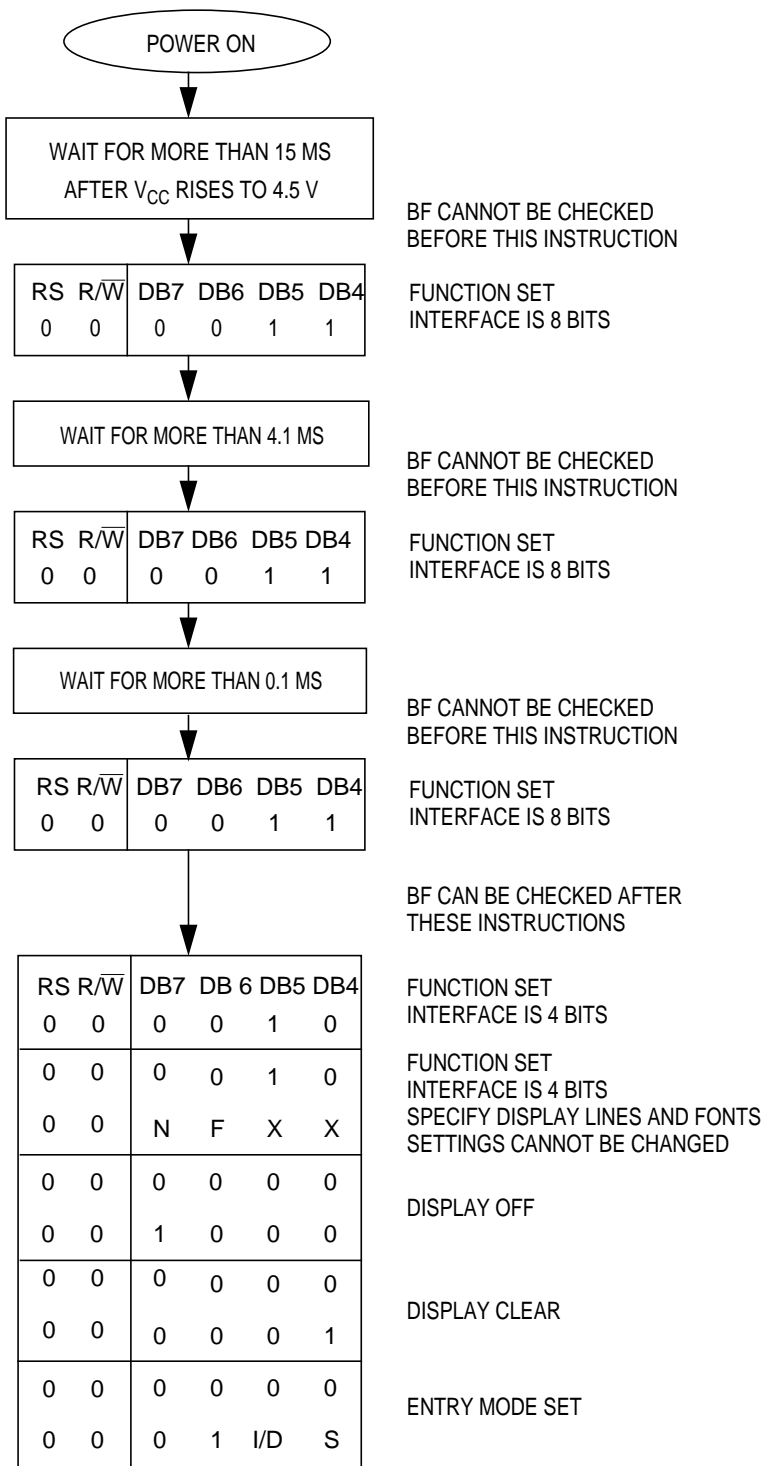 POWER ON
WAIT FOR MORE THAN 15 MS
AFTER VCC RISES TO 4.5 V
BF CANNOT BE CHECKED
BEFORE THIS INSTRUCTION
RS R/W̅ DB7 DB6 DB5 DB4
0 0 0 0 1 1
FUNCTION SET
INTERFACE IS 8 BITS
WAIT FOR MORE THAN 4.1 MS
BF CANNOT BE CHECKED
BEFORE THIS INSTRUCTION
RS R/W̅ DB7 DB6 DB5 DB4
0 0 0 0 1 1
FUNCTION SET
INTERFACE IS 8 BITS
WAIT FOR MORE THAN 0.1 MS
BF CANNOT BE CHECKED
BEFORE THIS INSTRUCTION
RS R/W̅ DB7 DB6 DB5 DB4
0 0 0 0 1 1
FUNCTION SET
INTERFACE IS 8 BITS
BF CAN BE CHECKED AFTER
THESE INSTRUCTIONS
RS R/W̅ DB7 DB 6 DB5 DB4
0 0 0 0 1 0
FUNCTION SET
INTERFACE IS 4 BITS
0 0 0 0 1 0
0 0 N F X X
FUNCTION SET
INTERFACE IS 4 BITS
SPECIFY DISPLAY LINES AND FONTS
SETTINGS CANNOT BE CHANGED
0 0 0 0 0 0
0 0 1 0 0 0
DISPLAY OFF
0 0 0 0 0 0
0 0 0 0 0 1
DISPLAY CLEAR
0 0 0 0 0 0
0 0 0 1 I/D S
ENTRY MODE SET